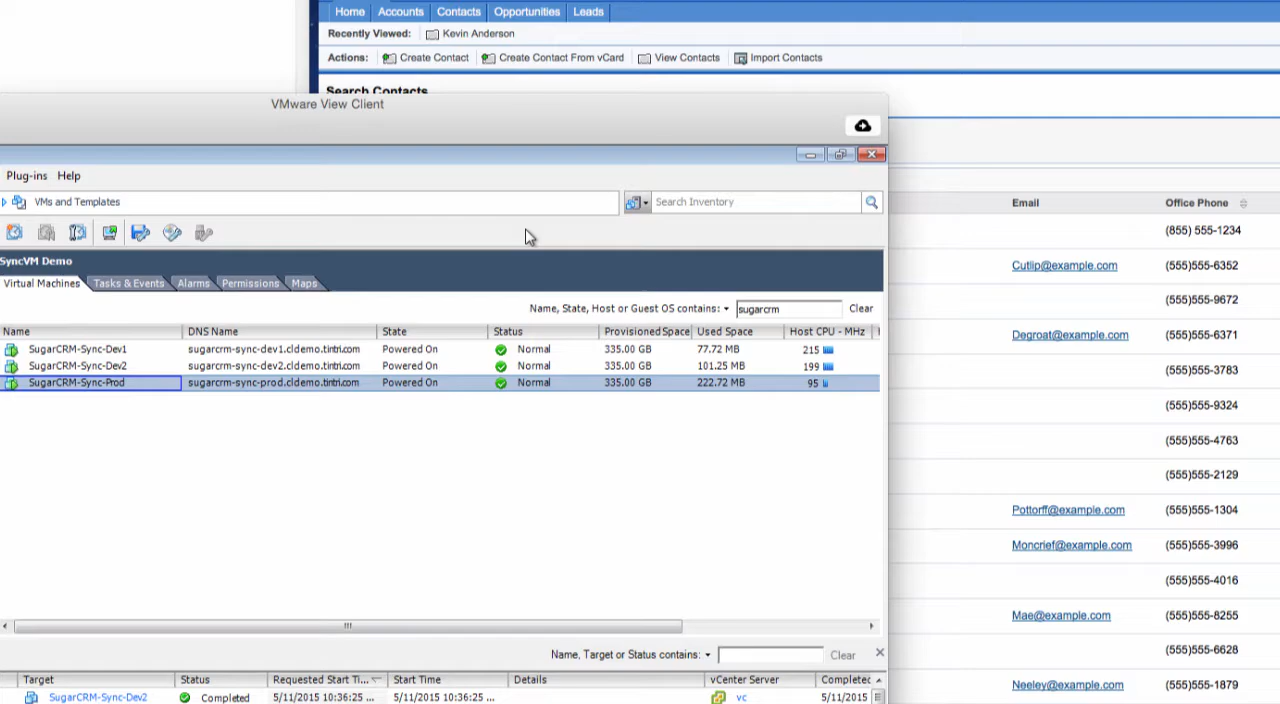 Home Accounts Contacts Opportunities Leads
Recently Viewed: Kevin Anderson
Actions: Create Contact Create Contact From vCard View Contacts Import Contacts
Search Contacts
VMware View Client
Plug-ins Help
VMs and Templates Search Inventory
SyncVM Demo
Virtual Machines Tasks & Events Alarms Permissions Maps
Name, State, Host or Guest OS contains: sugarcrm Clear
Name DNS Name State Status Provisioned Space Used Space Host CPU - MHz
SugarCRM-Sync-Dev1 sugarcrm-sync-dev1.cldemo.tintri.com Powered On Normal 335.00 GB 77.72 MB 215
SugarCRM-Sync-Dev2 sugarcrm-sync-dev2.cldemo.tintri.com Powered On Normal 335.00 GB 101.25 MB 199
SugarCRM-Sync-Prod sugarcrm-sync-prod.cldemo.tintri.com Powered On Normal 335.00 GB 222.72 MB 95
Name, Target or Status contains: Clear
Target Status Requested Start Ti... Start Time Details vCenter Server Completed
SugarCRM-Sync-Dev2 Completed 5/11/2015 10:36:25 ... 5/11/2015 10:36:25 ... vc 5/11/2015
Email Office Phone
(855) 555-1234
Cutlip@example.com (555)555-6352
(555)555-9672
Degroat@example.com (555)555-6371
(555)555-3783
(555)555-9324
(555)555-4763
(555)555-2129
Pottorff@example.com (555)555-1304
Moncrief@example.com (555)555-3996
(555)555-4016
Mae@example.com (555)555-8255
(555)555-6628
Neeley@example.com (555)555-1879